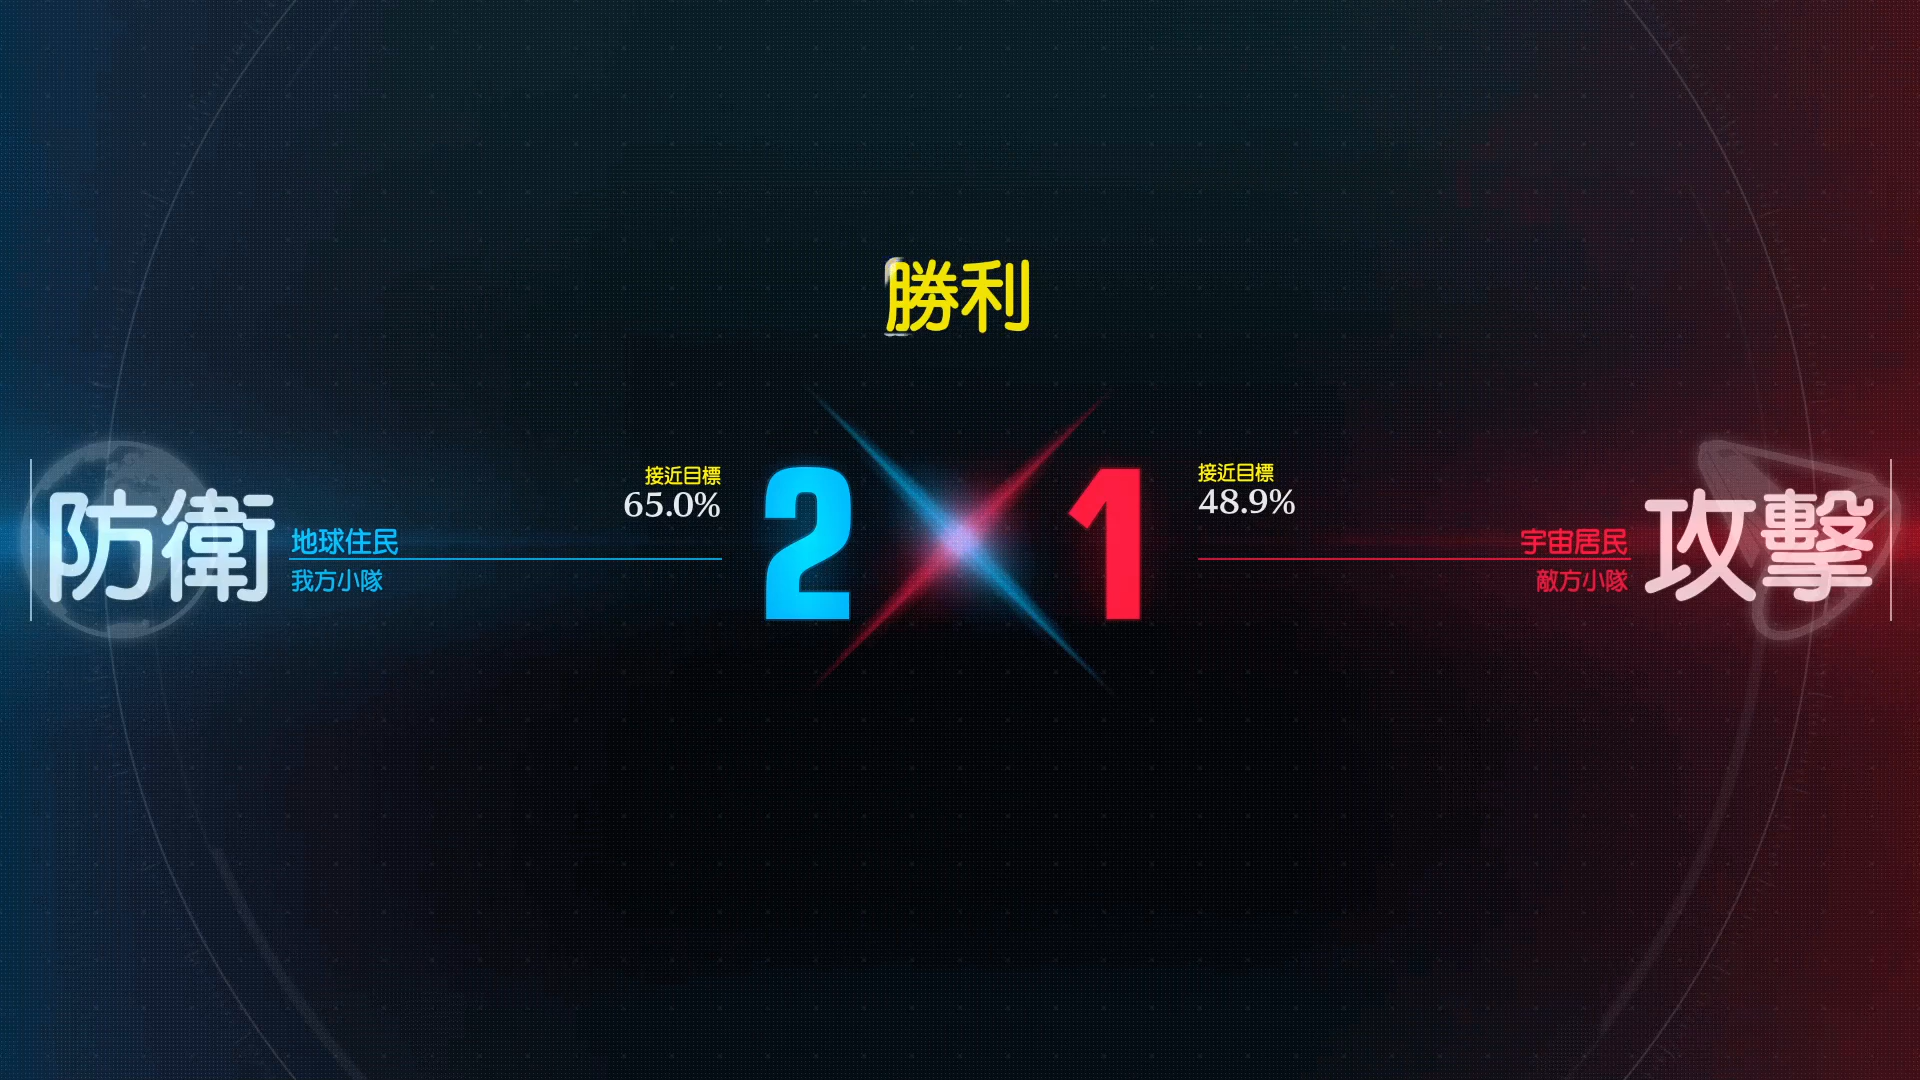 勝利
防衛
地球住民
我方小隊
接近目標
65.0%
2
1
接近目標
48.9%
宇宙居民
敵方小隊
攻擊